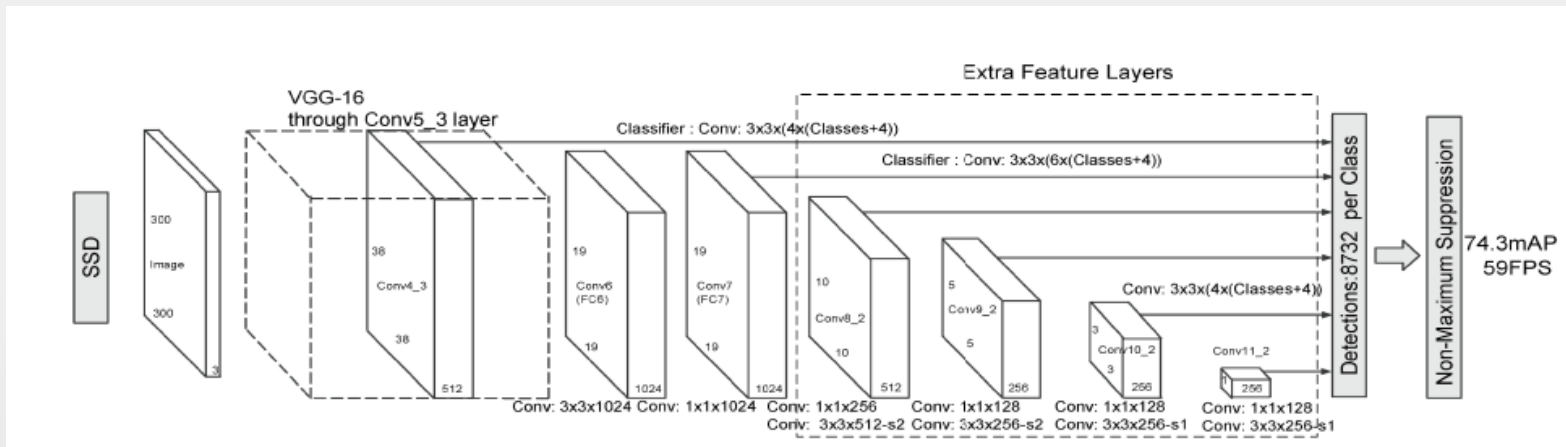 Extra Feature Layers
VGG-16
through Conv5_3 layer
Classifier : Conv: 3x3x(4x(Classes+4))
Classifier : Conv: 3x3x(6x(Classes+4))
SSD
300
Image
300
3
38
Conv4_3
38
512
19
Conv6
(FC6)
19
1024
19
Conv7
(FC7)
19
1024
10
Conv8_2
10
512
5
Conv9_2
5
256
Conv: 3x3x(4x(Classes+4))
3
Conv10_2
3
256
Conv11_2
1
256
Detections:8732 per Class
Non-Maximum Suppression
74.3mAP
59FPS
Conv: 3x3x1024
Conv: 1x1x1024
Conv: 1x1x256
Conv: 3x3x512-s2
Conv: 1x1x128
Conv: 3x3x256-s2
Conv: 1x1x128
Conv: 3x3x256-s1
Conv: 1x1x128
Conv: 3x3x256-s1